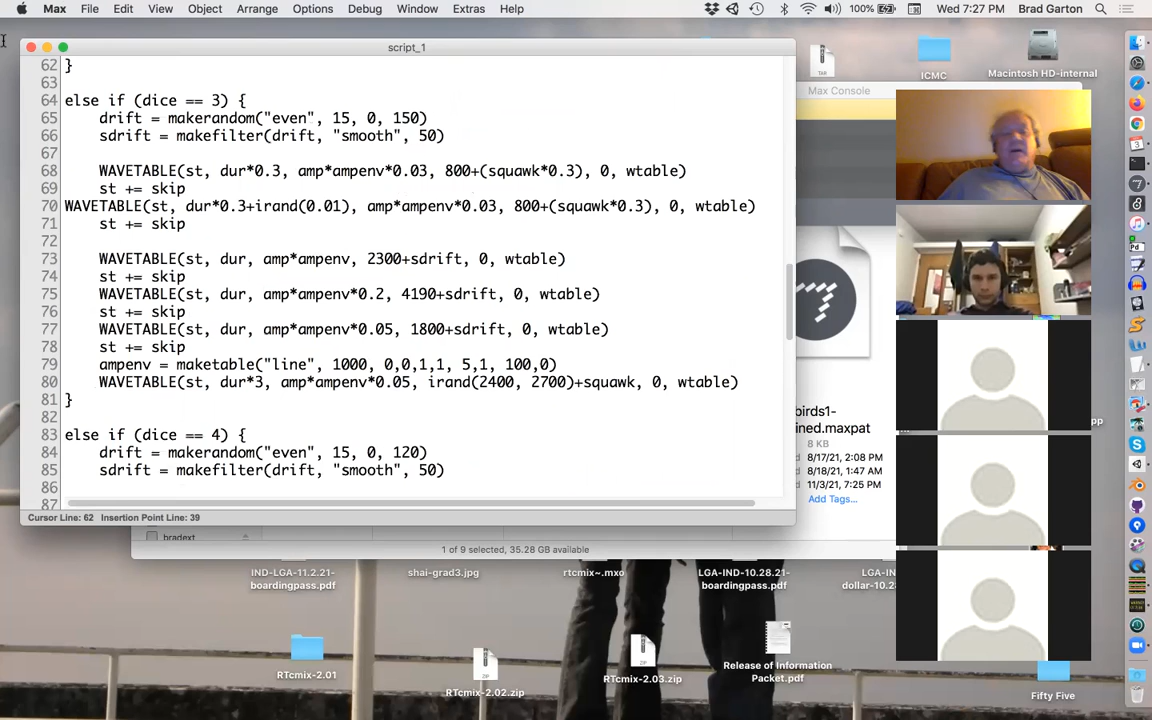 Max File Edit View Object Arrange Options Debug Window Extras Help 100% Wed 7:27 PM Brad Garton
script_1
62 }
63
64 else if (dice == 3) {
65 drift = makerandom("even", 15, 0, 150)
66 sdrift = makefilter(drift, "smooth", 50)
67
68 WAVETABLE(st, dur*0.3, amp*ampenv*0.03, 800+(squawk*0.3), 0, wtable)
69 st += skip
70 WAVETABLE(st, dur*0.3+irand(0.01), amp*ampenv*0.03, 800+(squawk*0.3), 0, wtable)
71 st += skip
72
73 WAVETABLE(st, dur, amp*ampenv, 2300+sdrift, 0, wtable)
74 st += skip
75 WAVETABLE(st, dur, amp*ampenv*0.2, 4190+sdrift, 0, wtable)
76 st += skip
77 WAVETABLE(st, dur, amp*ampenv*0.05, 1800+sdrift, 0, wtable)
78 st += skip
79 ampenv = maketable("line", 1000, 0,0,1,1, 5,1, 100,0)
80 WAVETABLE(st, dur*3, amp*ampenv*0.05, irand(2400, 2700)+squawk, 0, wtable)
81 }
82
83 else if (dice == 4) {
84 drift = makerandom("even", 15, 0, 120)
85 sdrift = makefilter(drift, "smooth", 50)
86
87
Cursor Line: 62 Insertion Point Line: 39
TAR
ICMC
Macintosh HD-internal
Max Console
birds1-
ined.maxpat
8 KB
8/17/21, 2:08 PM
8/18/21, 1:47 AM
11/3/21, 7:25 PM
Add Tags...
pp
bradext
1 of 9 selected, 35.28 GB available
IND-LGA-11.2.21-
boardingpass.pdf
shai-grad3.jpg
rtcmix~.mxo
LGA-IND-10.28.21-
boardingpass.pdf
LGA-IN
dollar-10.28
RTcmix-2.01
ZIP
RTcmix-2.02.zip
ZIP
RTcmix-2.03.zip
Release of Information
Packet.pdf
Fifty Five
3
Pd